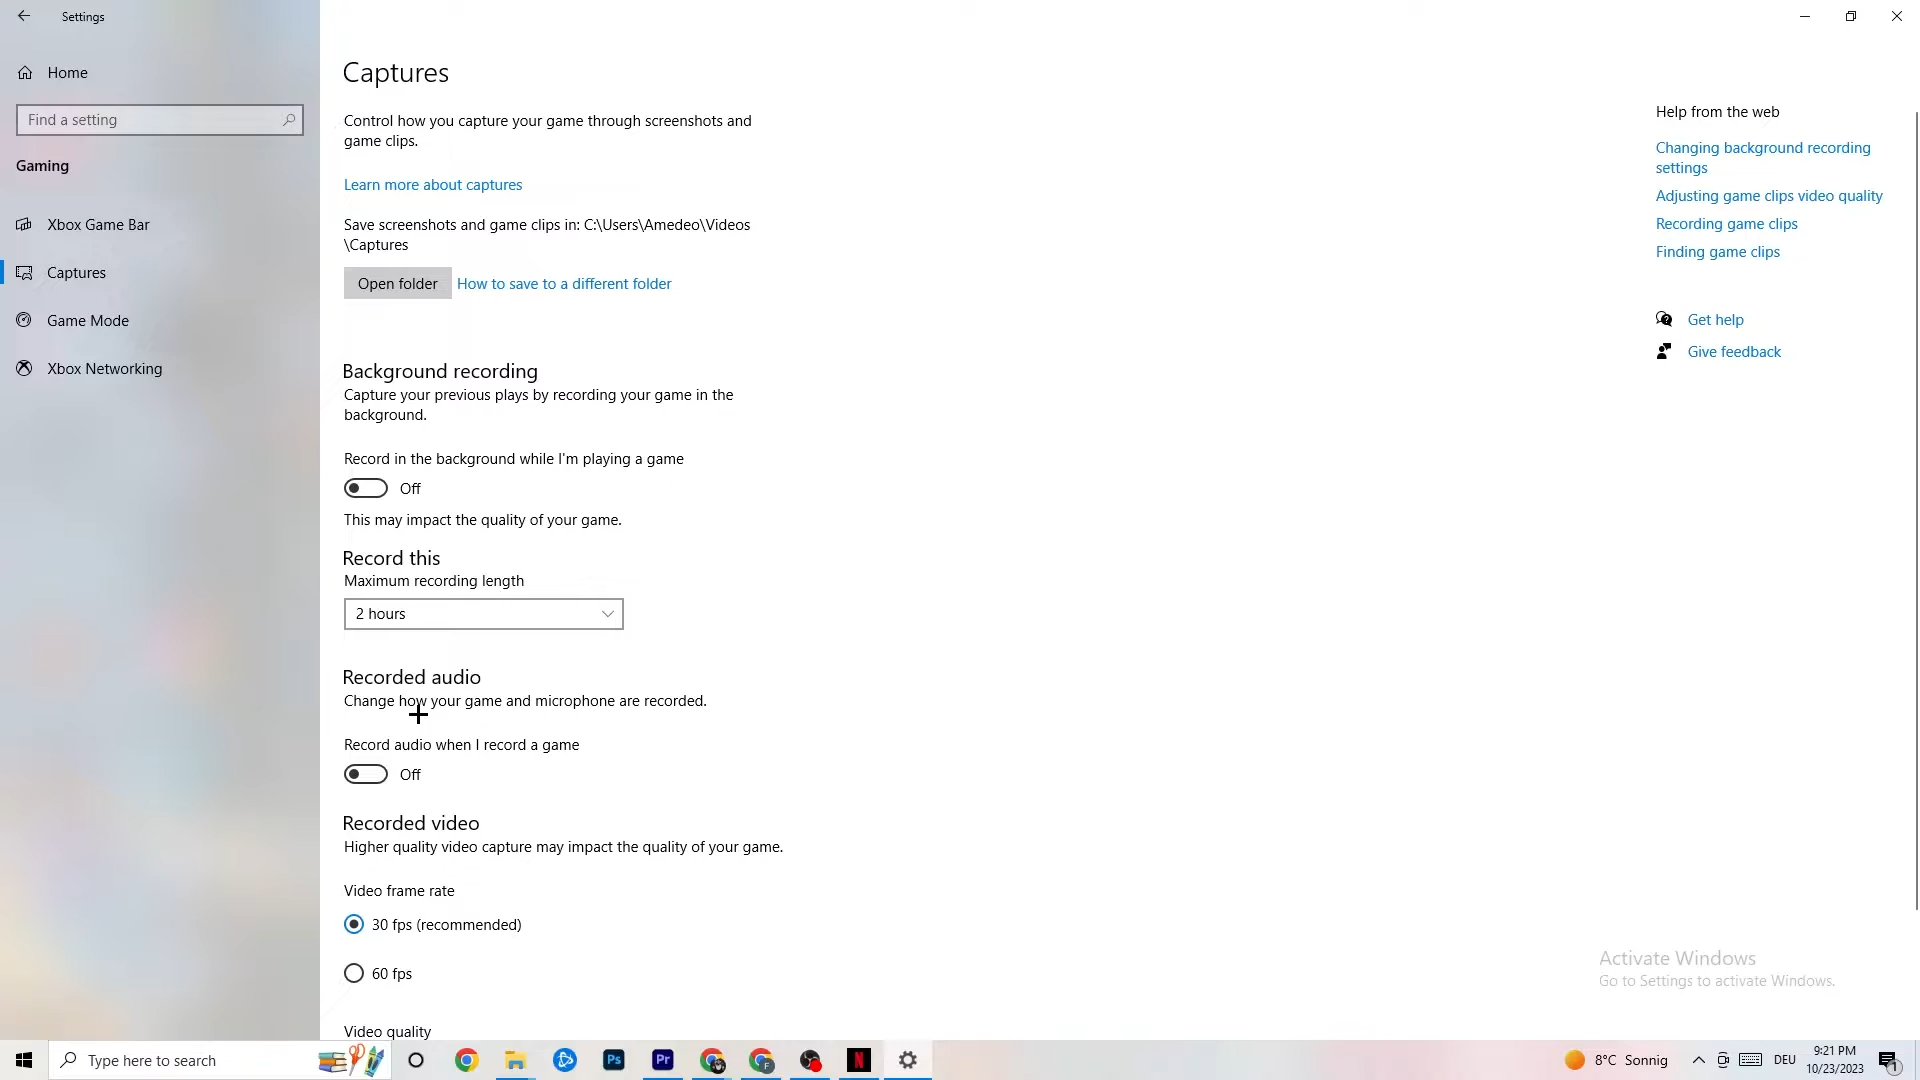 Settings
Home
Find a setting
Gaming
Xbox Game Bar
Captures
Game Mode
Xbox Networking
Captures
Control how you capture your game through screenshots and
game clips.
Learn more about captures
Save screenshots and game clips in: C:\Users\Amedeo\Videos
\Captures
Open folder
How to save to a different folder
Background recording
Capture your previous plays by recording your game in the
background.
Record in the background while I'm playing a game
Off
This may impact the quality of your game.
Record this
Maximum recording length
2 hours
Recorded audio
Change how your game and microphone are recorded.
Record audio when I record a game
Off
Recorded video
Higher quality video capture may impact the quality of your game.
Video frame rate
30 fps (recommended)
60 fps
Video quality
Help from the web
Changing background recording
settings
Adjusting game clips video quality
Recording game clips
Finding game clips
Get help
Give feedback
Activate Windows
Go to Settings to activate Windows.
Type here to search
Ps
Pr
F
N
8°C Sonnig
DEU
9:21 PM
10/23/2023
1